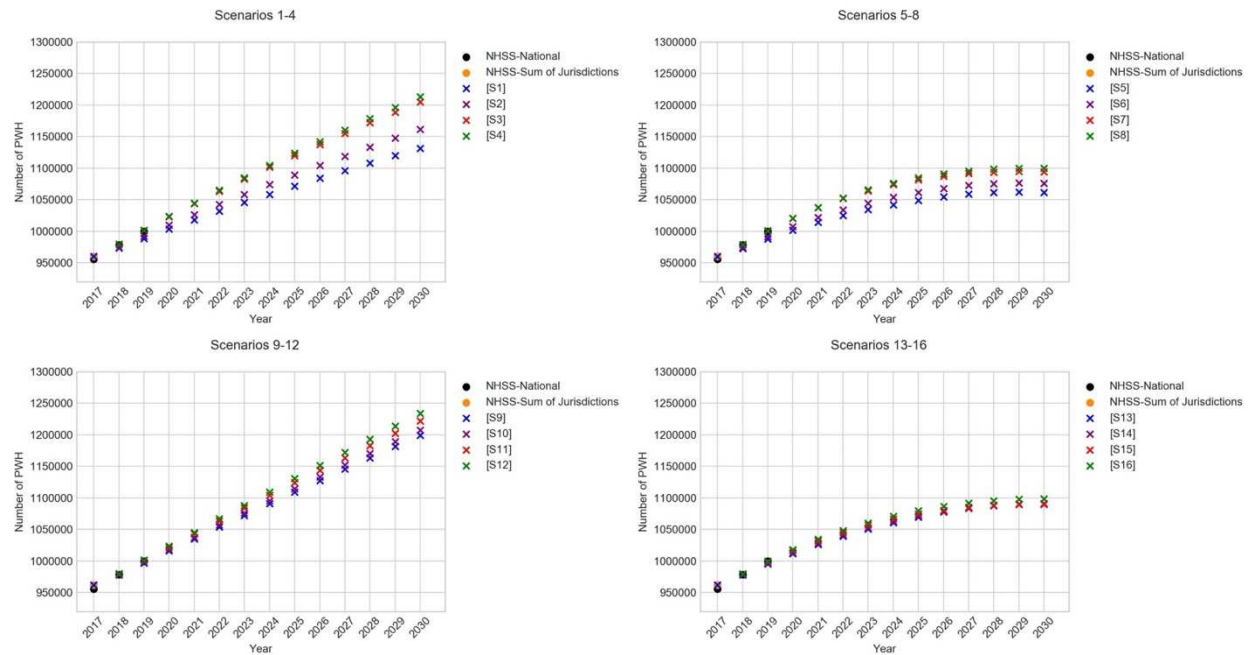 Scenarios 1-4
Number of PWH
1300000
1250000
1200000
1150000
1100000
1050000
1000000
950000
2017 2018 2019 2020 2021 2022 2023 2024 2025 2026 2027 2028 2029 2030
Year
NHSS-National
NHSS-Sum of Jurisdictions
[S1]
[S2]
[S3]
[S4]
Scenarios 5-8
Number of PWH
1300000
1250000
1200000
1150000
1100000
1050000
1000000
950000
2017 2018 2019 2020 2021 2022 2023 2024 2025 2026 2027 2028 2029 2030
Year
NHSS-National
NHSS-Sum of Jurisdictions
[S5]
[S6]
[S7]
[S8]
Scenarios 9-12
Number of PWH
1300000
1250000
1200000
1150000
1100000
1050000
1000000
950000
2017 2018 2019 2020 2021 2022 2023 2024 2025 2026 2027 2028 2029 2030
Year
NHSS-National
NHSS-Sum of Jurisdictions
[S9]
[S10]
[S11]
[S12]
Scenarios 13-16
Number of PWH
1300000
1250000
1200000
1150000
1100000
1050000
1000000
950000
2017 2018 2019 2020 2021 2022 2023 2024 2025 2026 2027 2028 2029 2030
Year
NHSS-National
NHSS-Sum of Jurisdictions
[S13]
[S14]
[S15]
[S16]